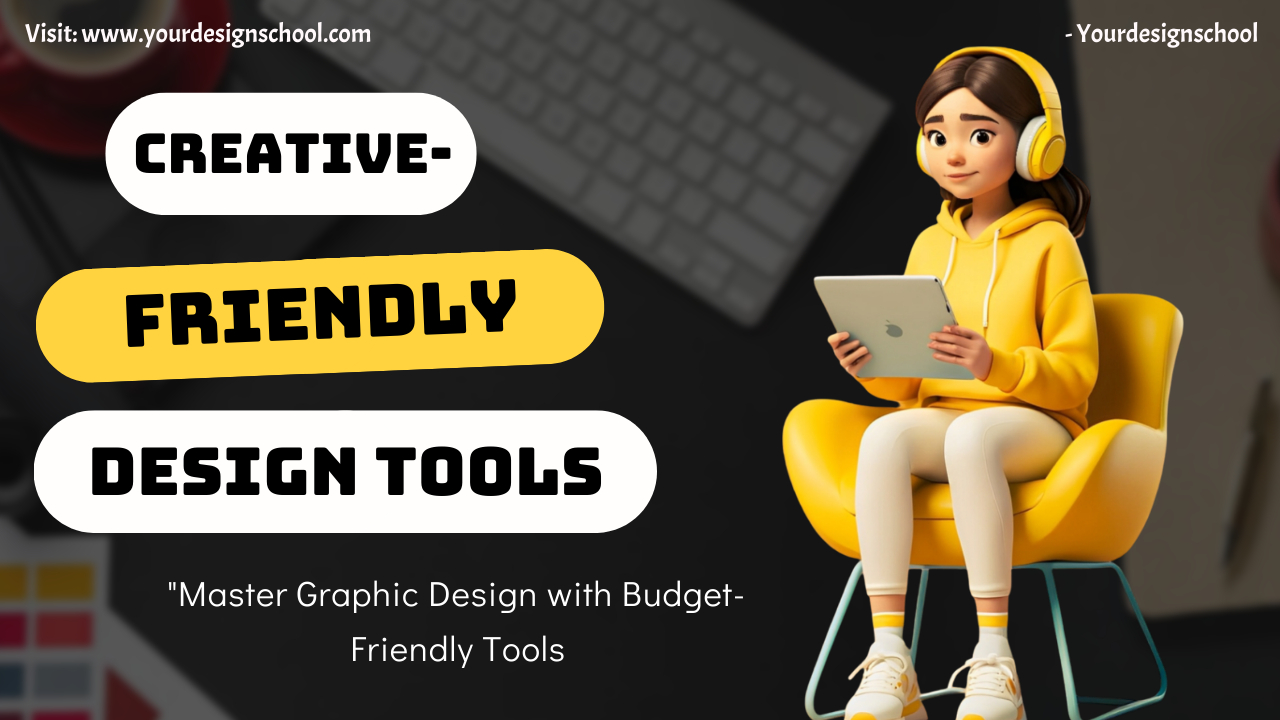 Visit: www.yourdesignschool.com
- Yourdesignschool
CREATIVE-
FRIENDLY
DESIGN TOOLS
"Master Graphic Design with Budget-
Friendly Tools